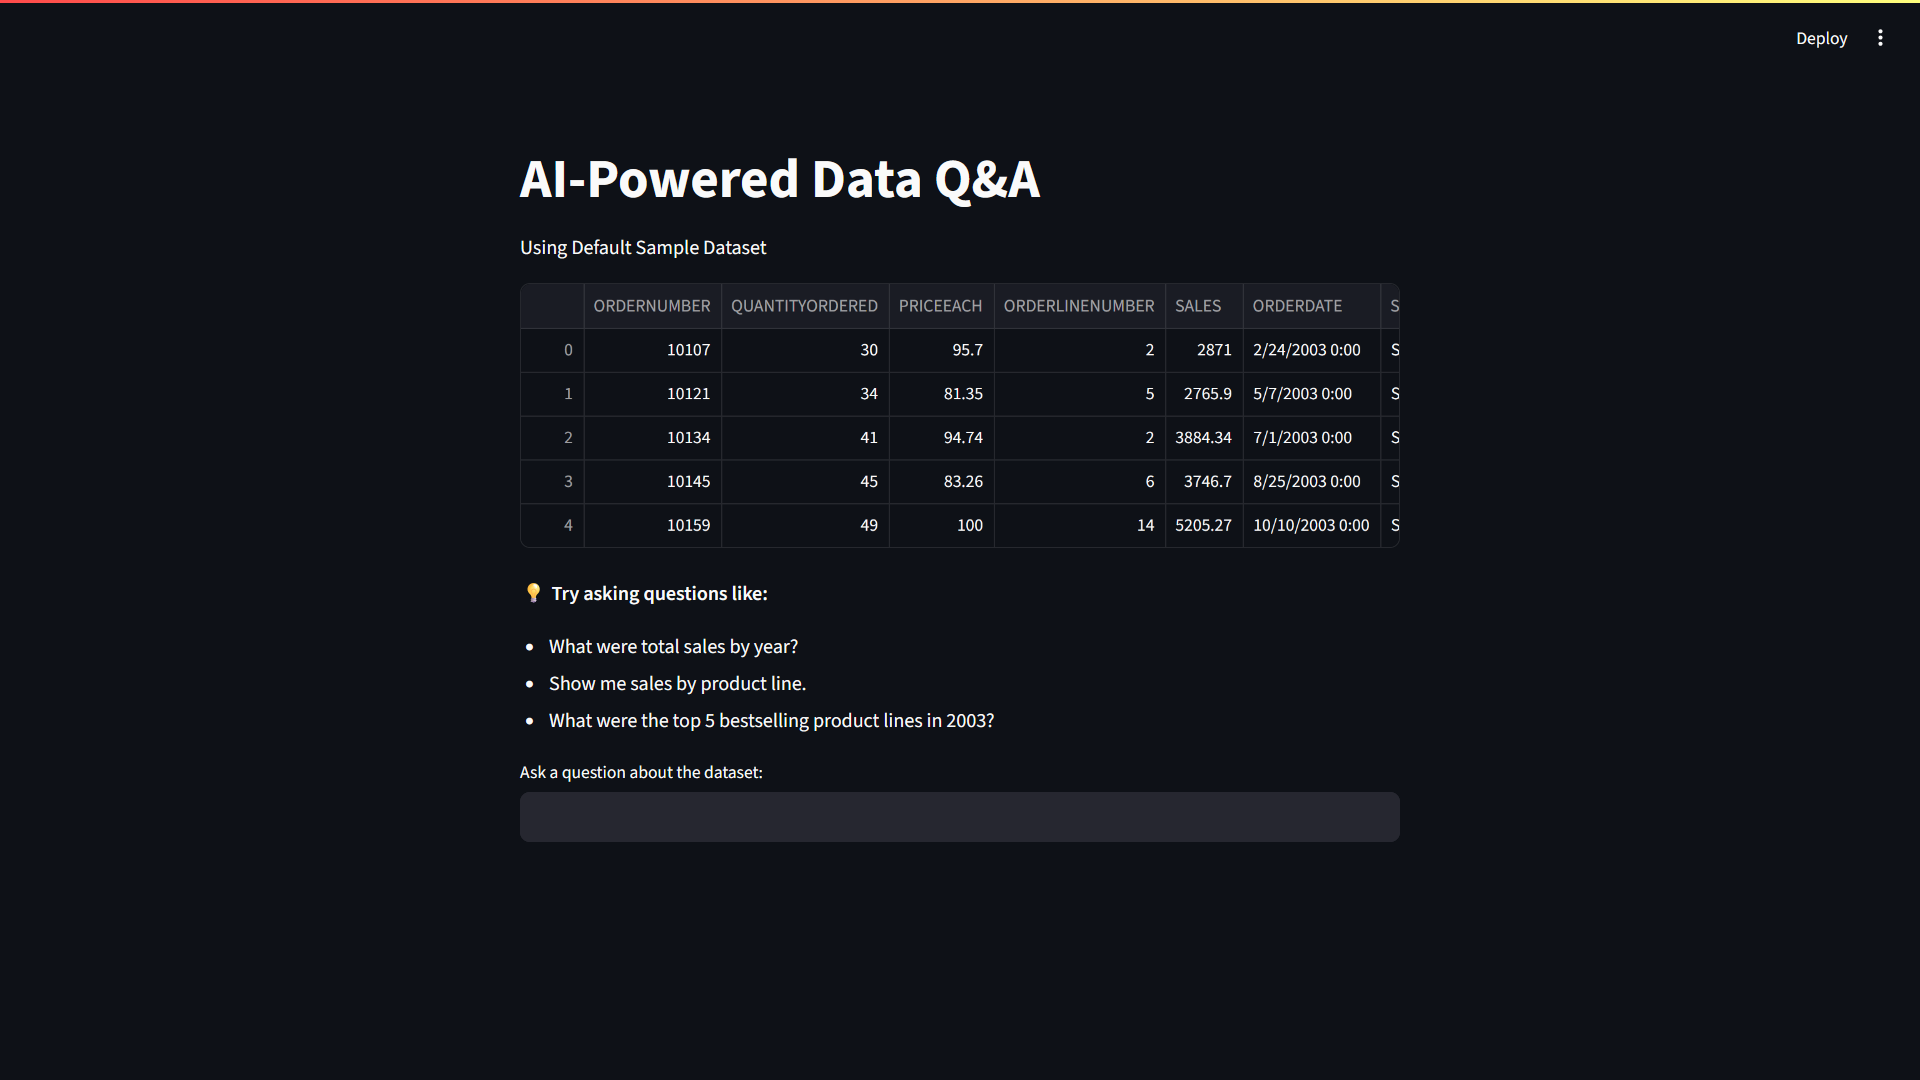 Deploy
AI-Powered Data Q&A
Using Default Sample Dataset
ORDERNUMBER QUANTITYORDERED PRICEEACH ORDERLINENUMBER SALES ORDERDATE S
0 10107 30 95.7 2 2871 2/24/2003 0:00 S
1 10121 34 81.35 5 2765.9 5/7/2003 0:00 S
2 10134 41 94.74 2 3884.34 7/1/2003 0:00 S
3 10145 45 83.26 6 3746.7 8/25/2003 0:00 S
4 10159 49 100 14 5205.27 10/10/2003 0:00 S
💡 Try asking questions like:
• What were total sales by year?
• Show me sales by product line.
• What were the top 5 bestselling product lines in 2003?
Ask a question about the dataset: